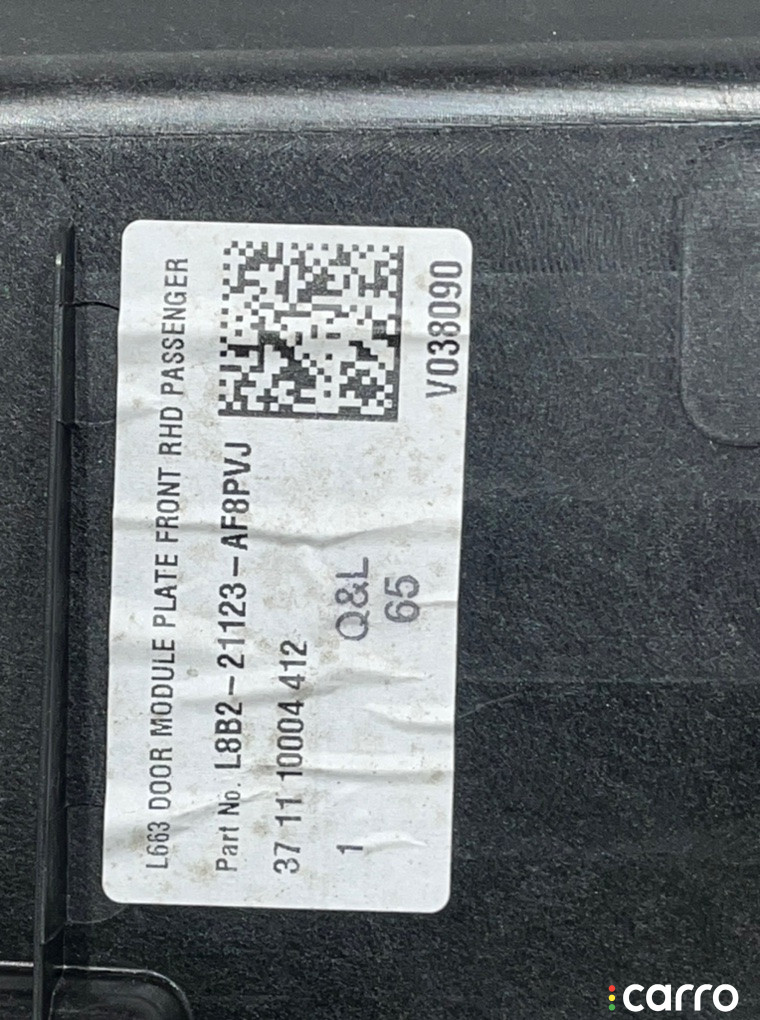 L663 DOOR MODULE PLATE FRONT RHD PASSENGER
Part No. L8B2-21123-AF8PVJ
37 11 10004 412
1
Q&L
65
V038090
carro